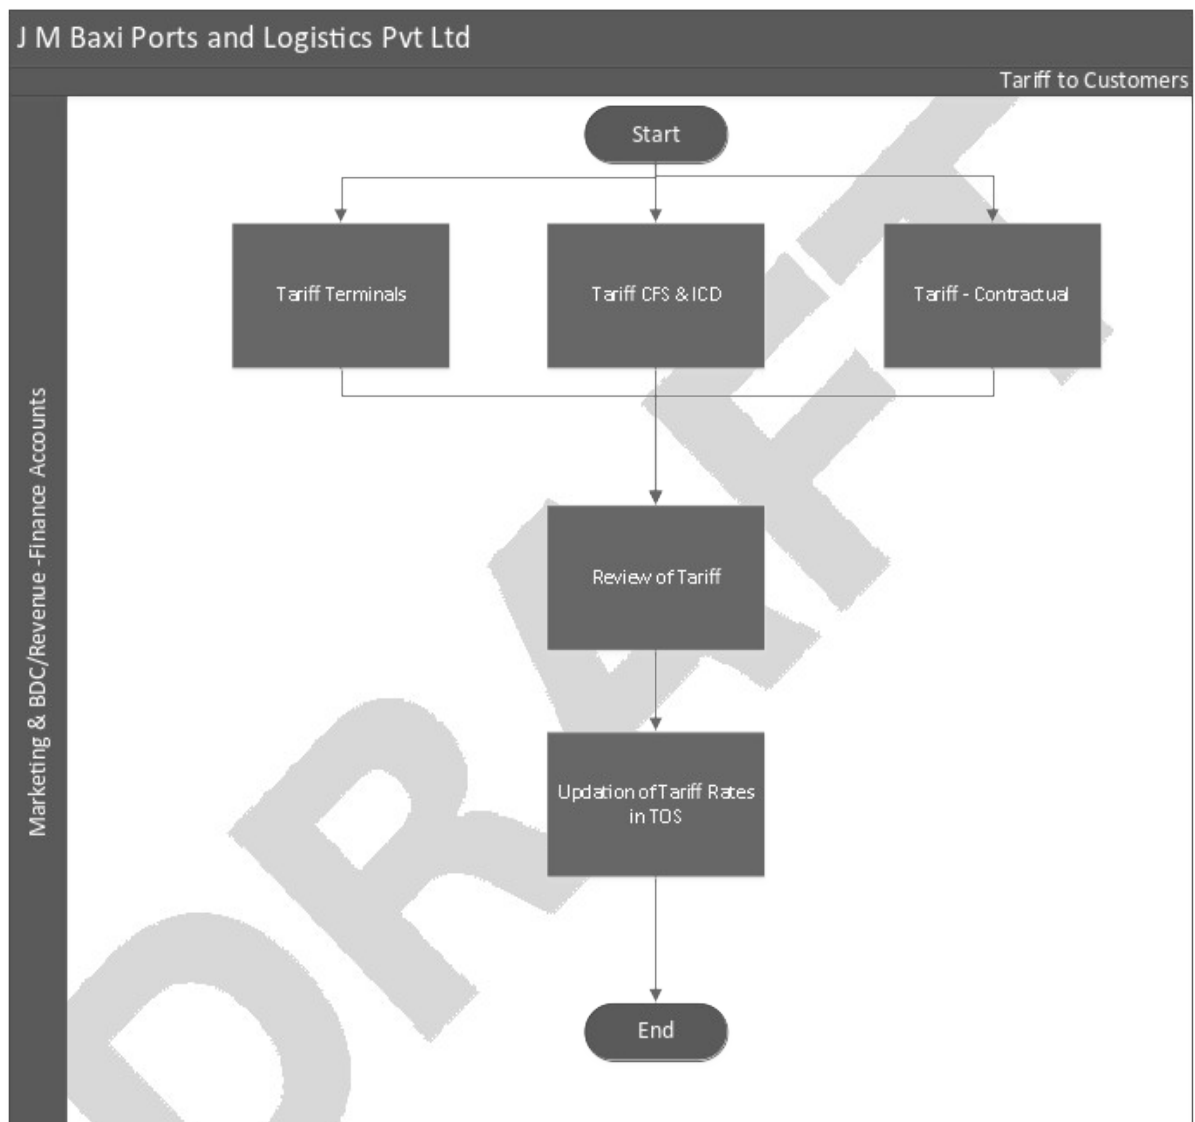 J M Baxi Ports and Logistics Pvt Ltd
Tariff to Customers
Marketing & BDC/Revenue -Finance Accounts
Start
Tariff Terminals
Tariff CFS & ICD
Tariff - Contractual
Review of Tariff
Updation of Tariff Rates
in TOS
End
DRAFT